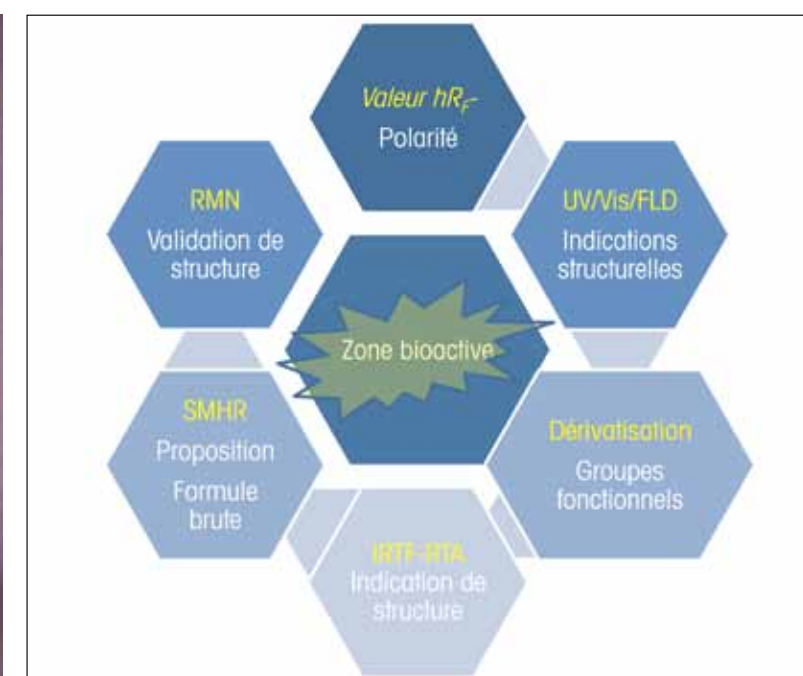 Valeur hRF-
Polarité
UV/Vis/FLD
Indications
structurelles
Dérivatisation
Groupes
fonctionnels
IRTF-RTA
Indication de
structure
SMHR
Proposition
Formule
brute
RMN
Validation de
structure
Zone bioactive